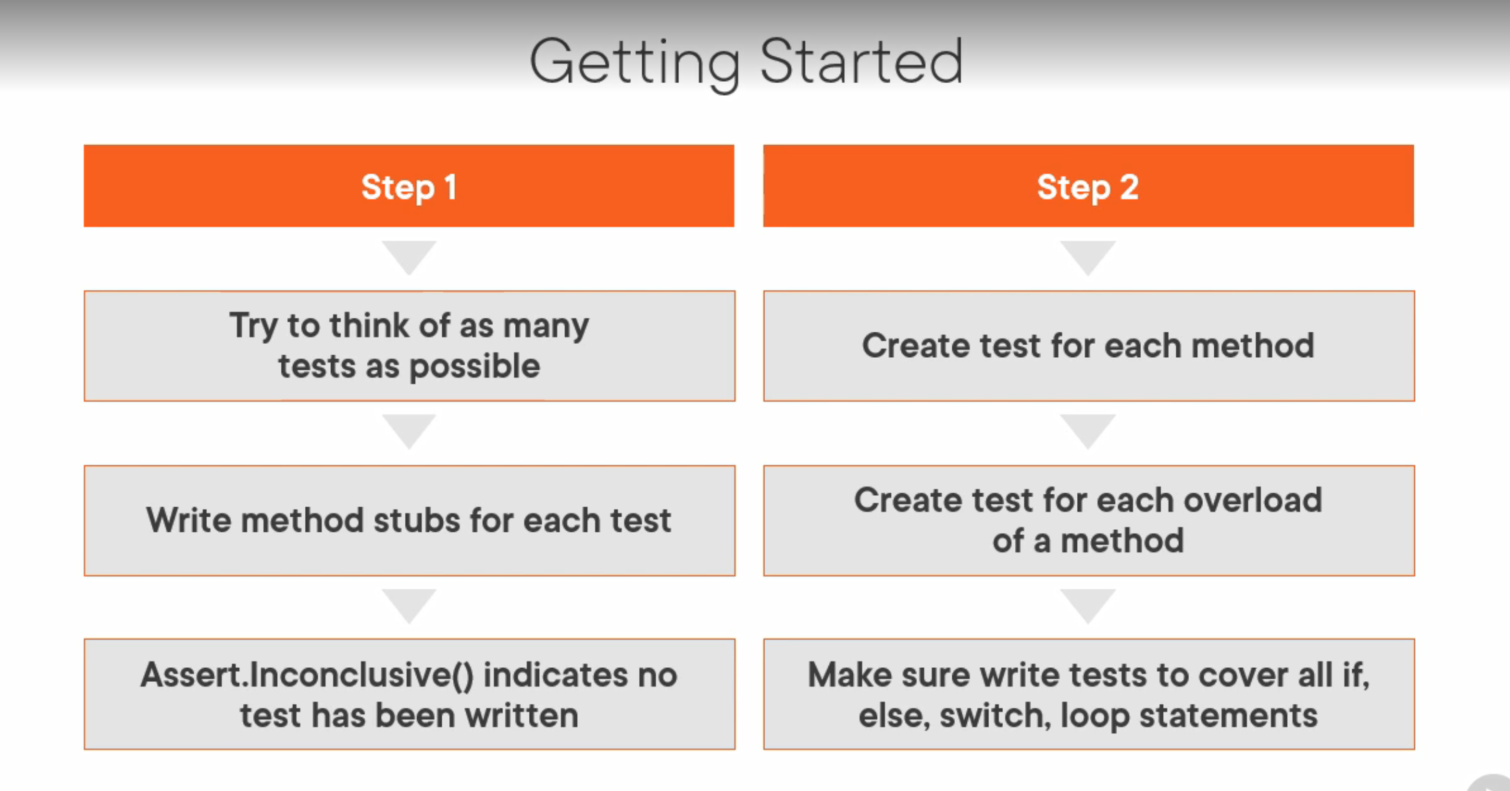 Getting Started
Step 1
Try to think of as many
tests as possible
Write method stubs for each test
Assert.Inconclusive() indicates no
test has been written
Step 2
Create test for each method
Create test for each overload
of a method
Make sure write tests to cover all if,
else, switch, loop statements